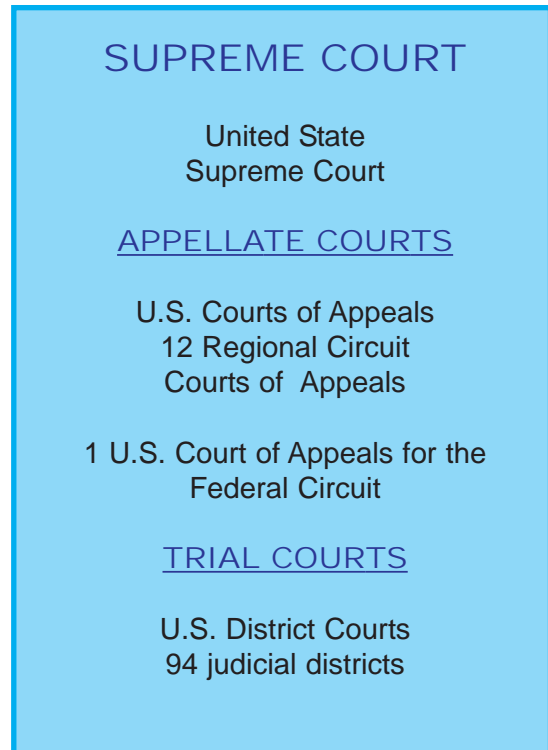 SUPREME COURT
United State
Supreme Court
APPELLATE COURTS
U.S. Courts of Appeals
12 Regional Circuit
Courts of Appeals
1 U.S. Court of Appeals for the
Federal Circuit
TRIAL COURTS
U.S. District Courts
94 judicial districts